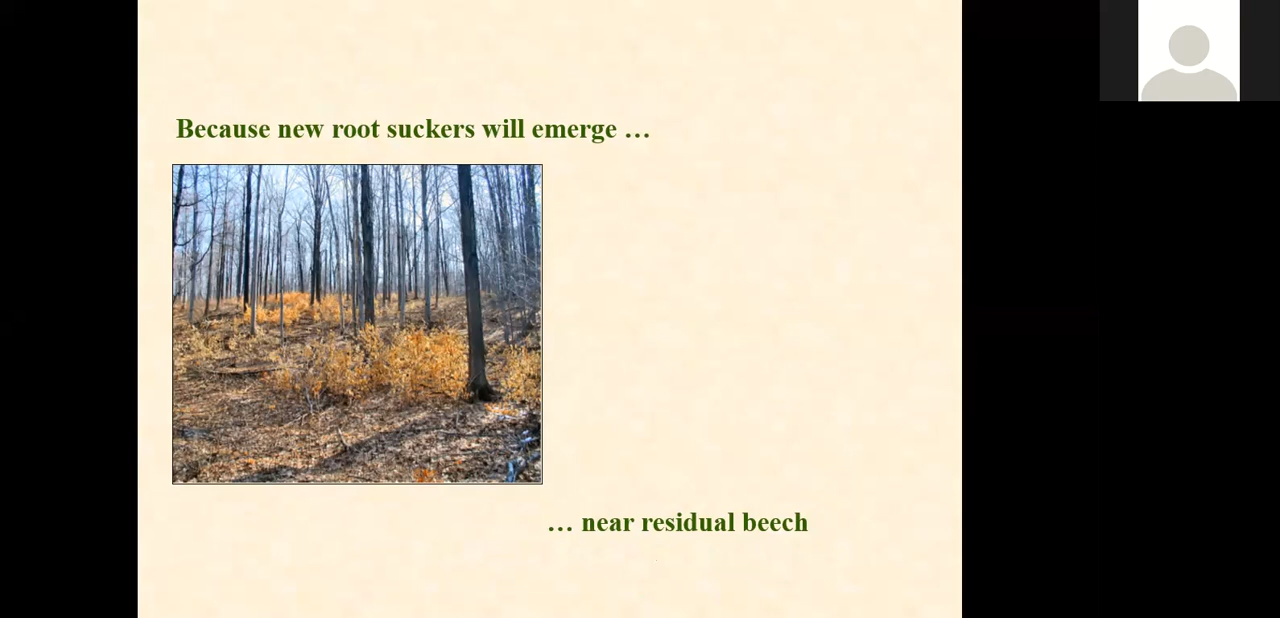 Because new root suckers will emerge …
… near residual beech